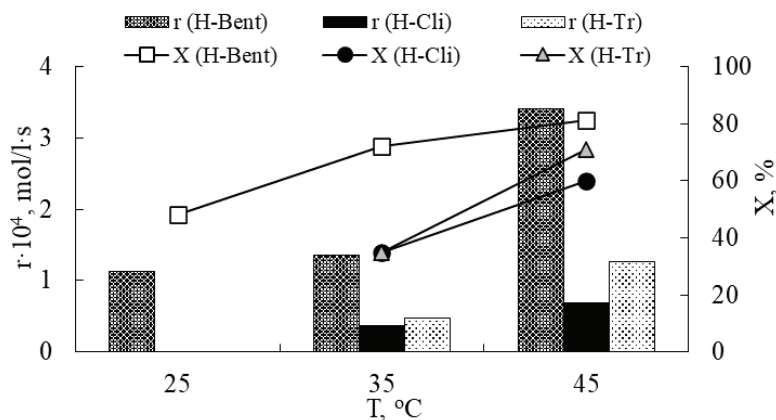 r (H-Bent) r (H-Cli) r (H-Tr)
X (H-Bent) X (H-Cli) X (H-Tr)
4 100
3 80
2 60
1 40
0 20
0
r·10⁴, mol/l·s
X, %
25 35 45
T, ºC